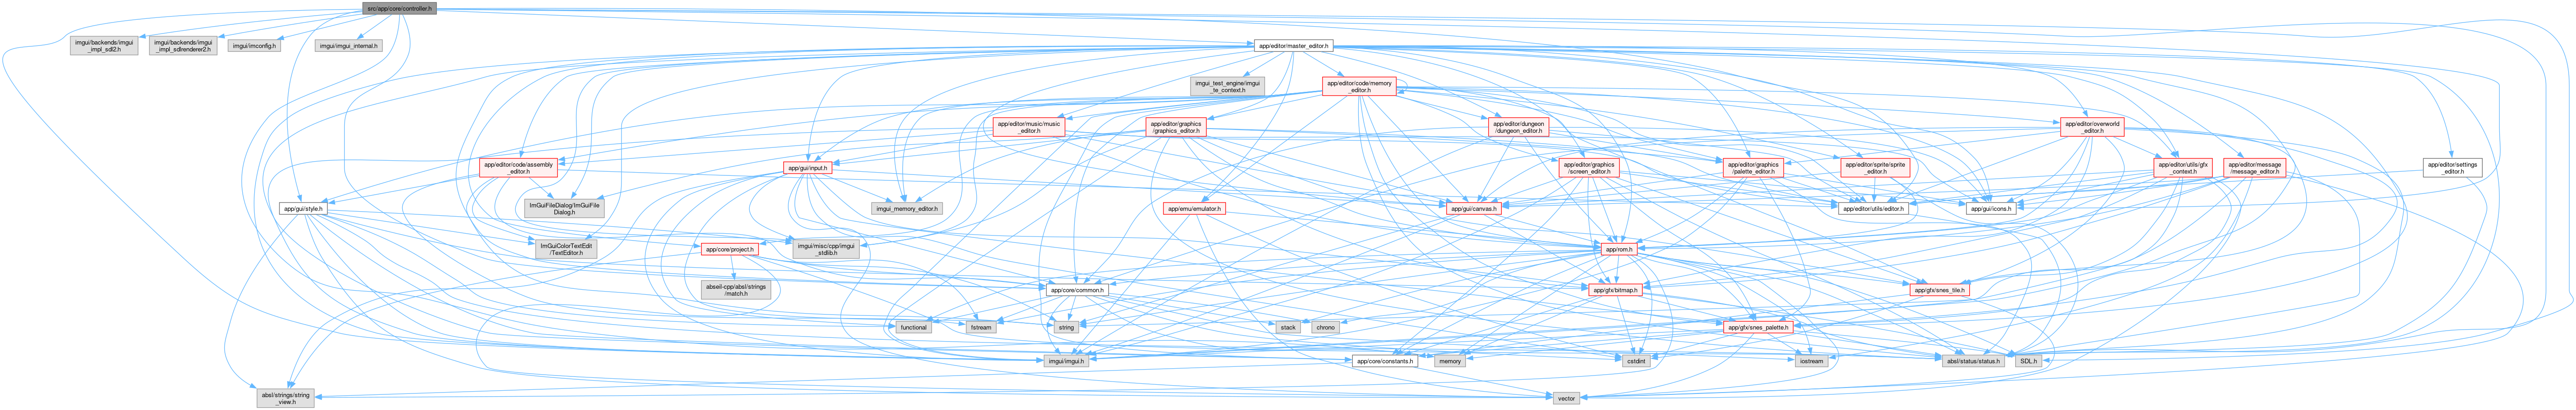 src/app/core/controller.h
imgui/backends/imgui
_impl_sdl2.h
imgui/backends/imgui
_impl_sdlrenderer2.h
imgui/imconfig.h
imgui/imgui_internal.h
app/editor/master_editor.h
imgui_test_engine/imgui
_te_context.h
app/editor/code/memory
_editor.h
app/editor/music/music
_editor.h
app/editor/graphics
/graphics_editor.h
app/editor/dungeon
/dungeon_editor.h
app/editor/overworld
_editor.h
app/editor/code/assembly
_editor.h
app/gui/input.h
app/editor/graphics
/screen_editor.h
app/editor/graphics
/palette_editor.h
app/editor/sprite/sprite
_editor.h
app/editor/utils/gfx
_context.h
app/editor/message
/message_editor.h
app/editor/settings
_editor.h
app/gui/style.h
ImGuiFileDialog/ImGuiFile
Dialog.h
imgui_memory_editor.h
app/emu/emulator.h
app/gui/canvas.h
app/editor/utils/editor.h
app/gui/icons.h
ImGuiColorTextEdit
/TextEditor.h
app/core/project.h
imgui/misc/cpp/imgui
_stdlib.h
app/rom.h
abseil-cpp/absl/strings
/match.h
app/core/common.h
app/gfx/bitmap.h
app/gfx/snes_tile.h
functional
fstream
string
stack
chrono
app/gfx/snes_palette.h
imgui/imgui.h
app/core/constants.h
memory
cstdint
iostream
absl/status/status.h
SDL.h
absl/strings/string
_view.h
vector